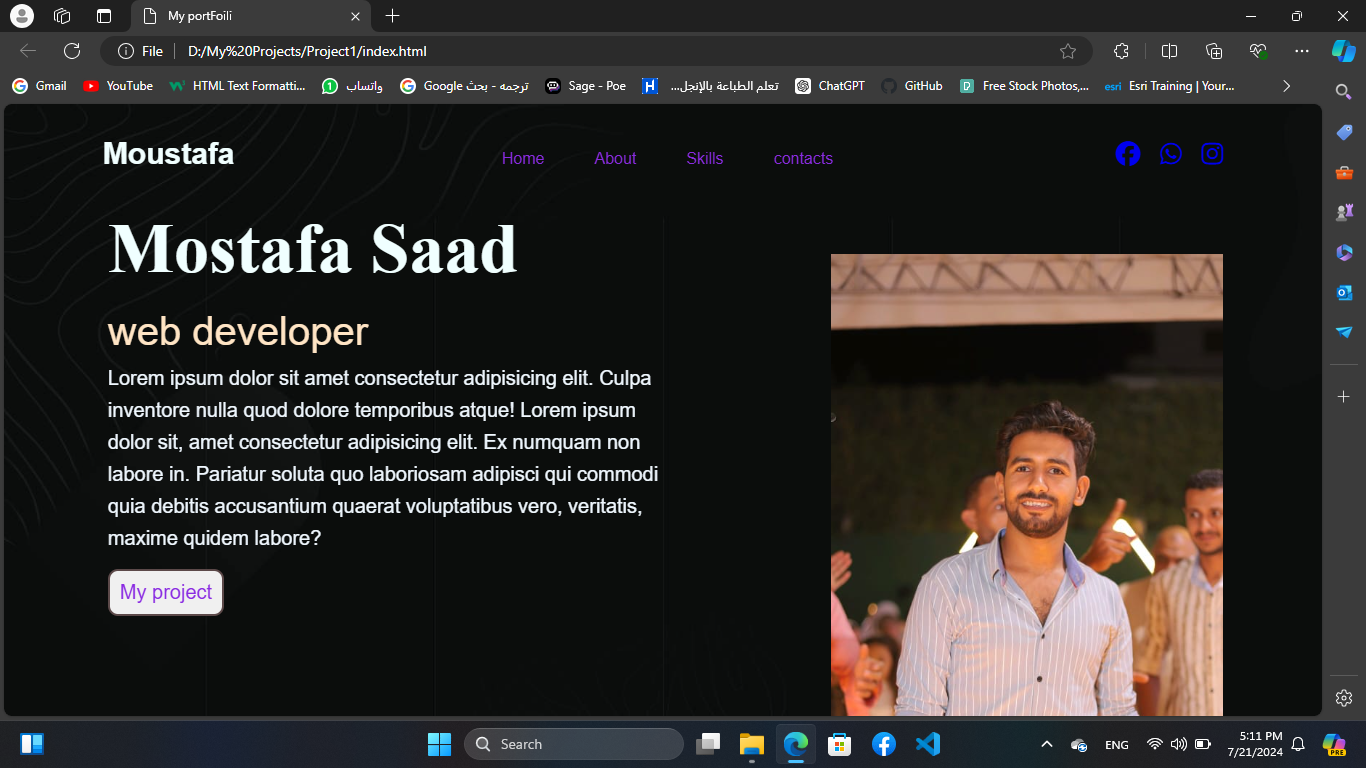 My portFoili
File
D:/My%20Projects/Project1/index.html
Gmail
YouTube
HTML Text Formatti...
واتساب
ترجمه - بحث Google
Sage - Poe
تعلم الطباعة بالإنجل...
ChatGPT
GitHub
Free Stock Photos,...
esri
Esri Training | Your...
Moustafa
Home
About
Skills
contacts
Mostafa Saad
web developer
Lorem ipsum dolor sit amet consectetur adipisicing elit. Culpa
inventore nulla quod dolore temporibus atque! Lorem ipsum
dolor sit, amet consectetur adipisicing elit. Ex numquam non
labore in. Pariatur soluta quo laboriosam adipisci qui commodi
quia debitis accusantium quaerat voluptatibus vero, veritatis,
maxime quidem labore?
My project
Search
ENG
5:11 PM
7/21/2024
PRE